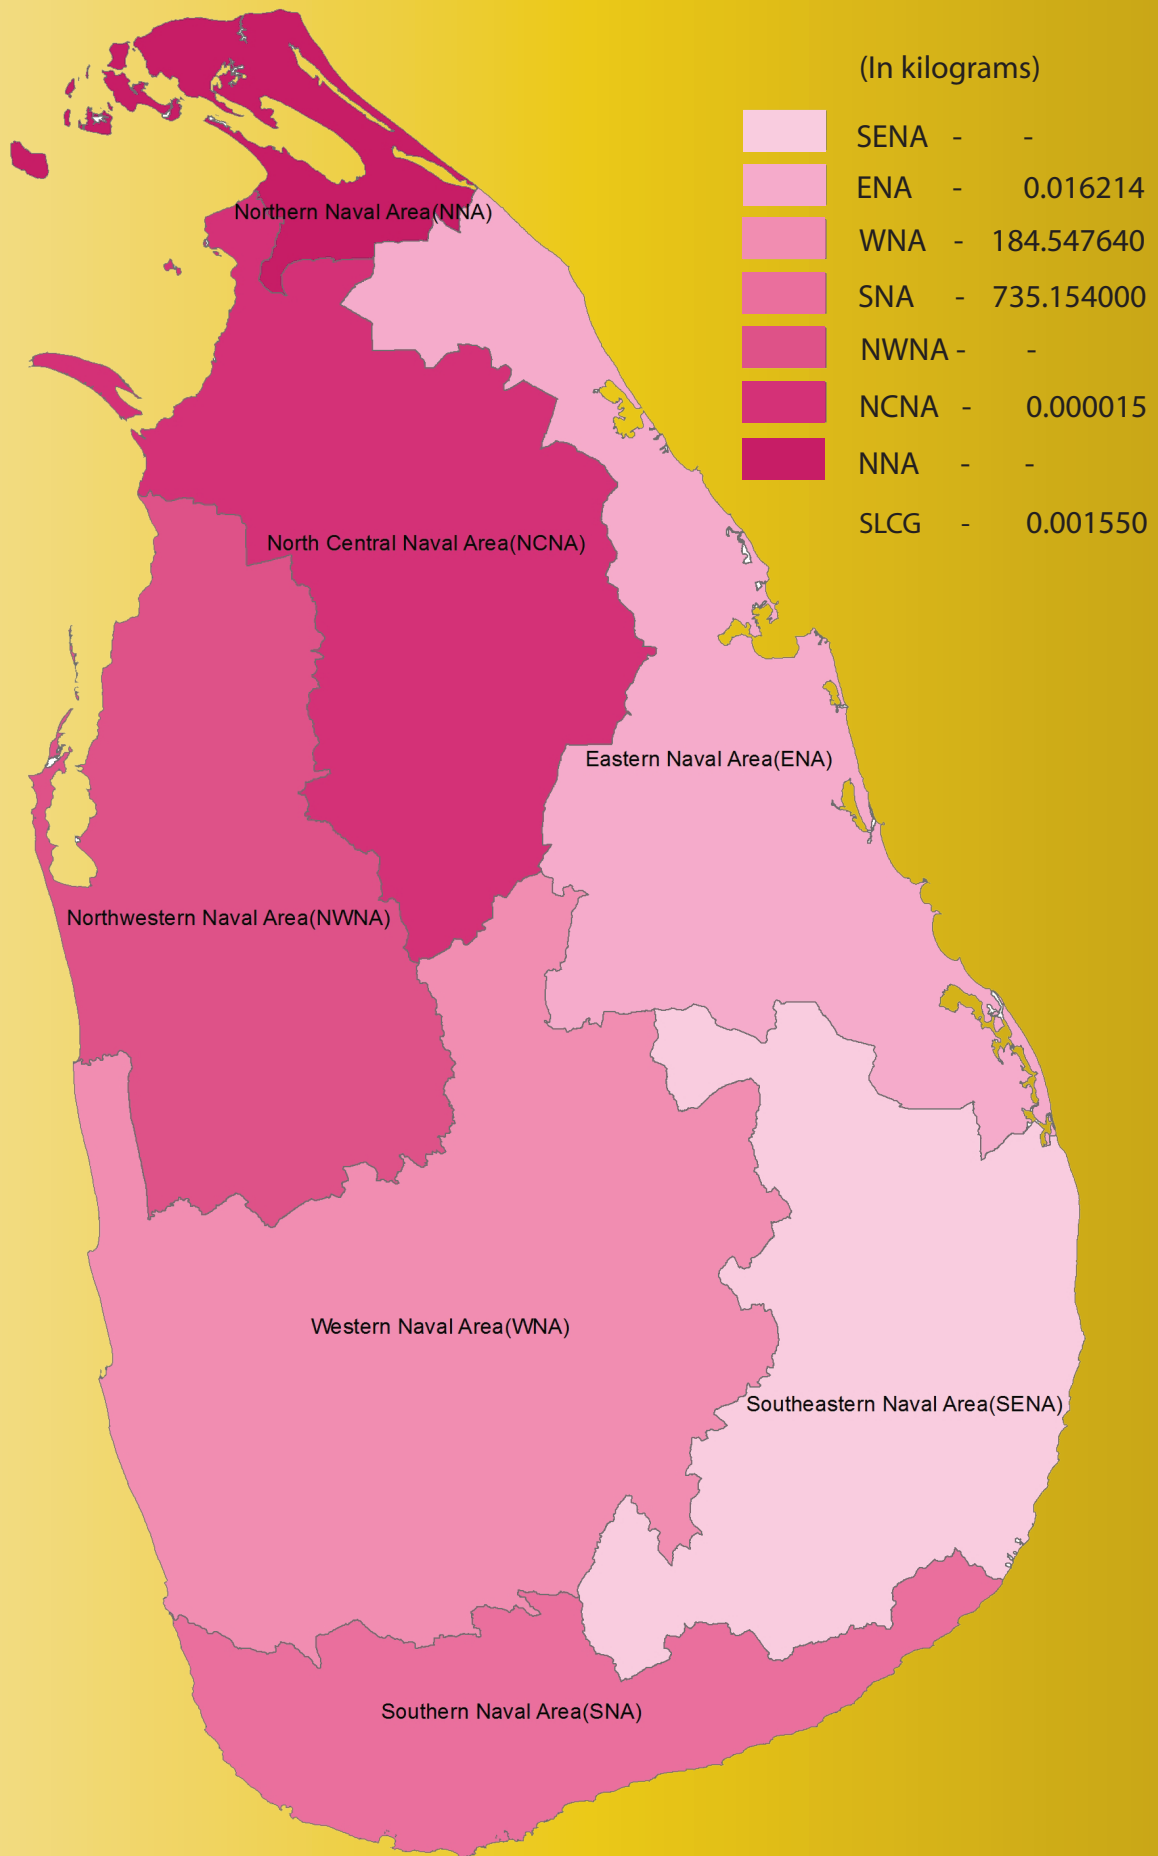 (In kilograms)
SENA - -
ENA - 0.016214
WNA - 184.547640
SNA - 735.154000
NWNA - -
NCNA - 0.000015
NNA - -
SLCG - 0.001550
Northern Naval Area(NNA)
North Central Naval Area(NCNA)
Eastern Naval Area(ENA)
Northwestern Naval Area(NWNA)
Western Naval Area(WNA)
Southeastern Naval Area(SENA)
Southern Naval Area(SNA)